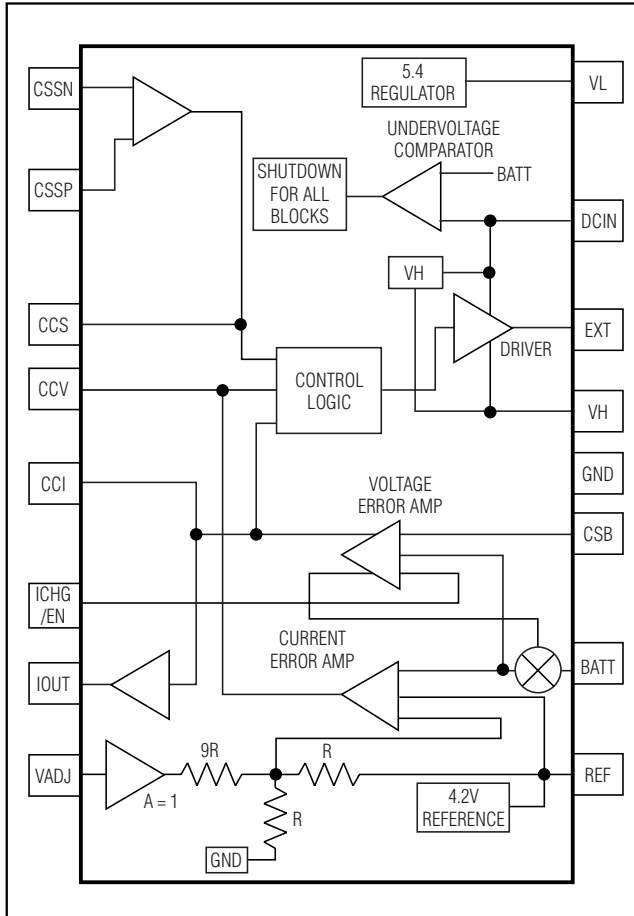 5.4
REGULATOR
VL
CSSN
UNDERVOLTAGE
COMPARATOR
BATT
SHUTDOWN
FOR ALL
BLOCKS
CSSP
DCIN
VH
CCS
EXT
DRIVER
CONTROL
LOGIC
CCV
VH
GND
CCI
VOLTAGE
ERROR AMP
CSB
ICHG
/EN
CURRENT
ERROR AMP
IOUT
BATT
9R
R
VADJ
A = 1
REF
4.2V
REFERENCE
R
GND